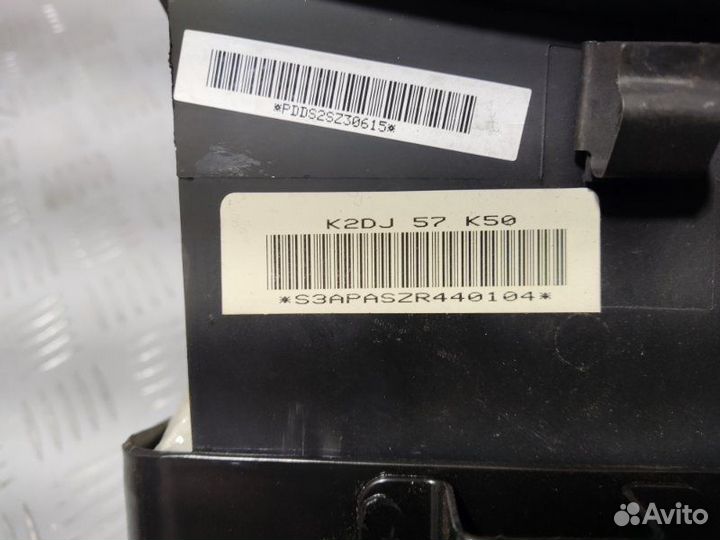 *PDDS2SZ30615*
K2DJ 57 K50
*S3APASZR440104*
Avito